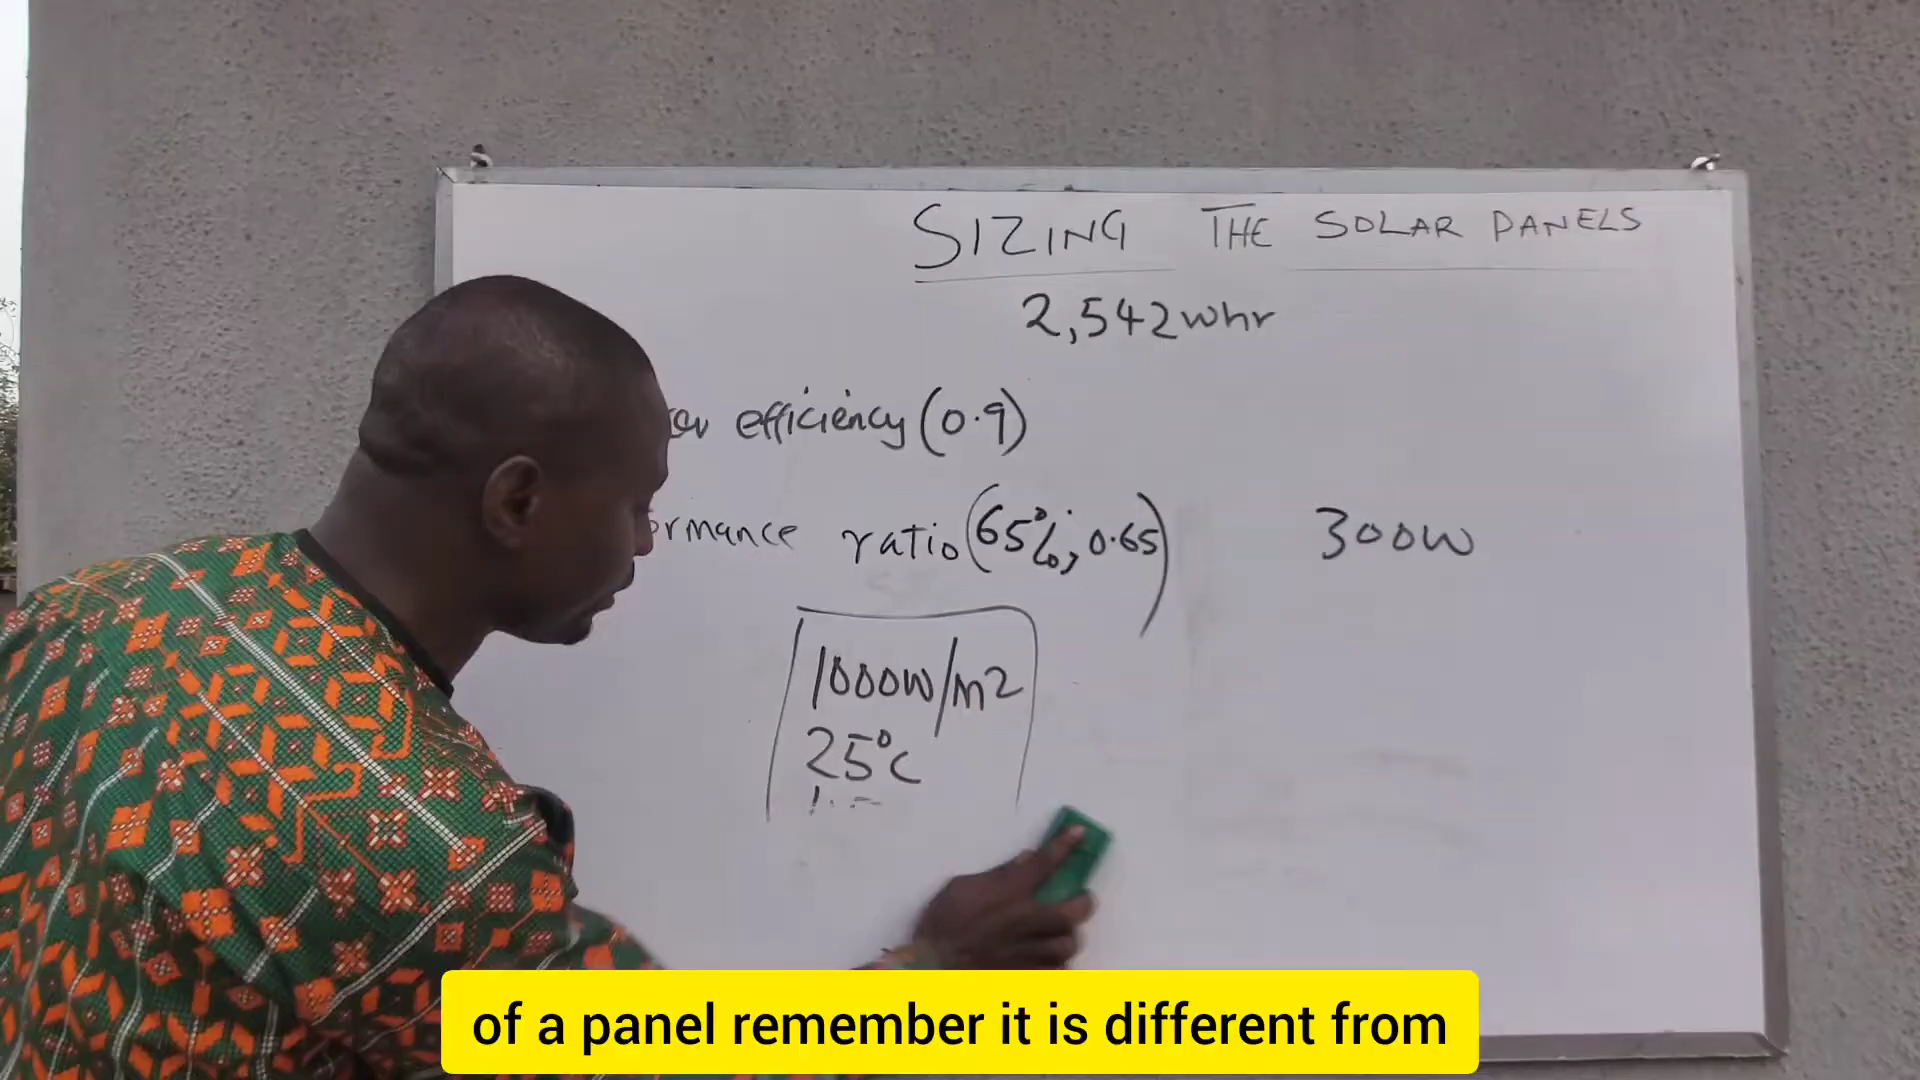 SIZING THE SOLAR PANELS
2,542whr
efficiency (0.9)
ormance ratio (65%; 0.65)
300W
1000W/m2
25°C
of a panel remember it is different from